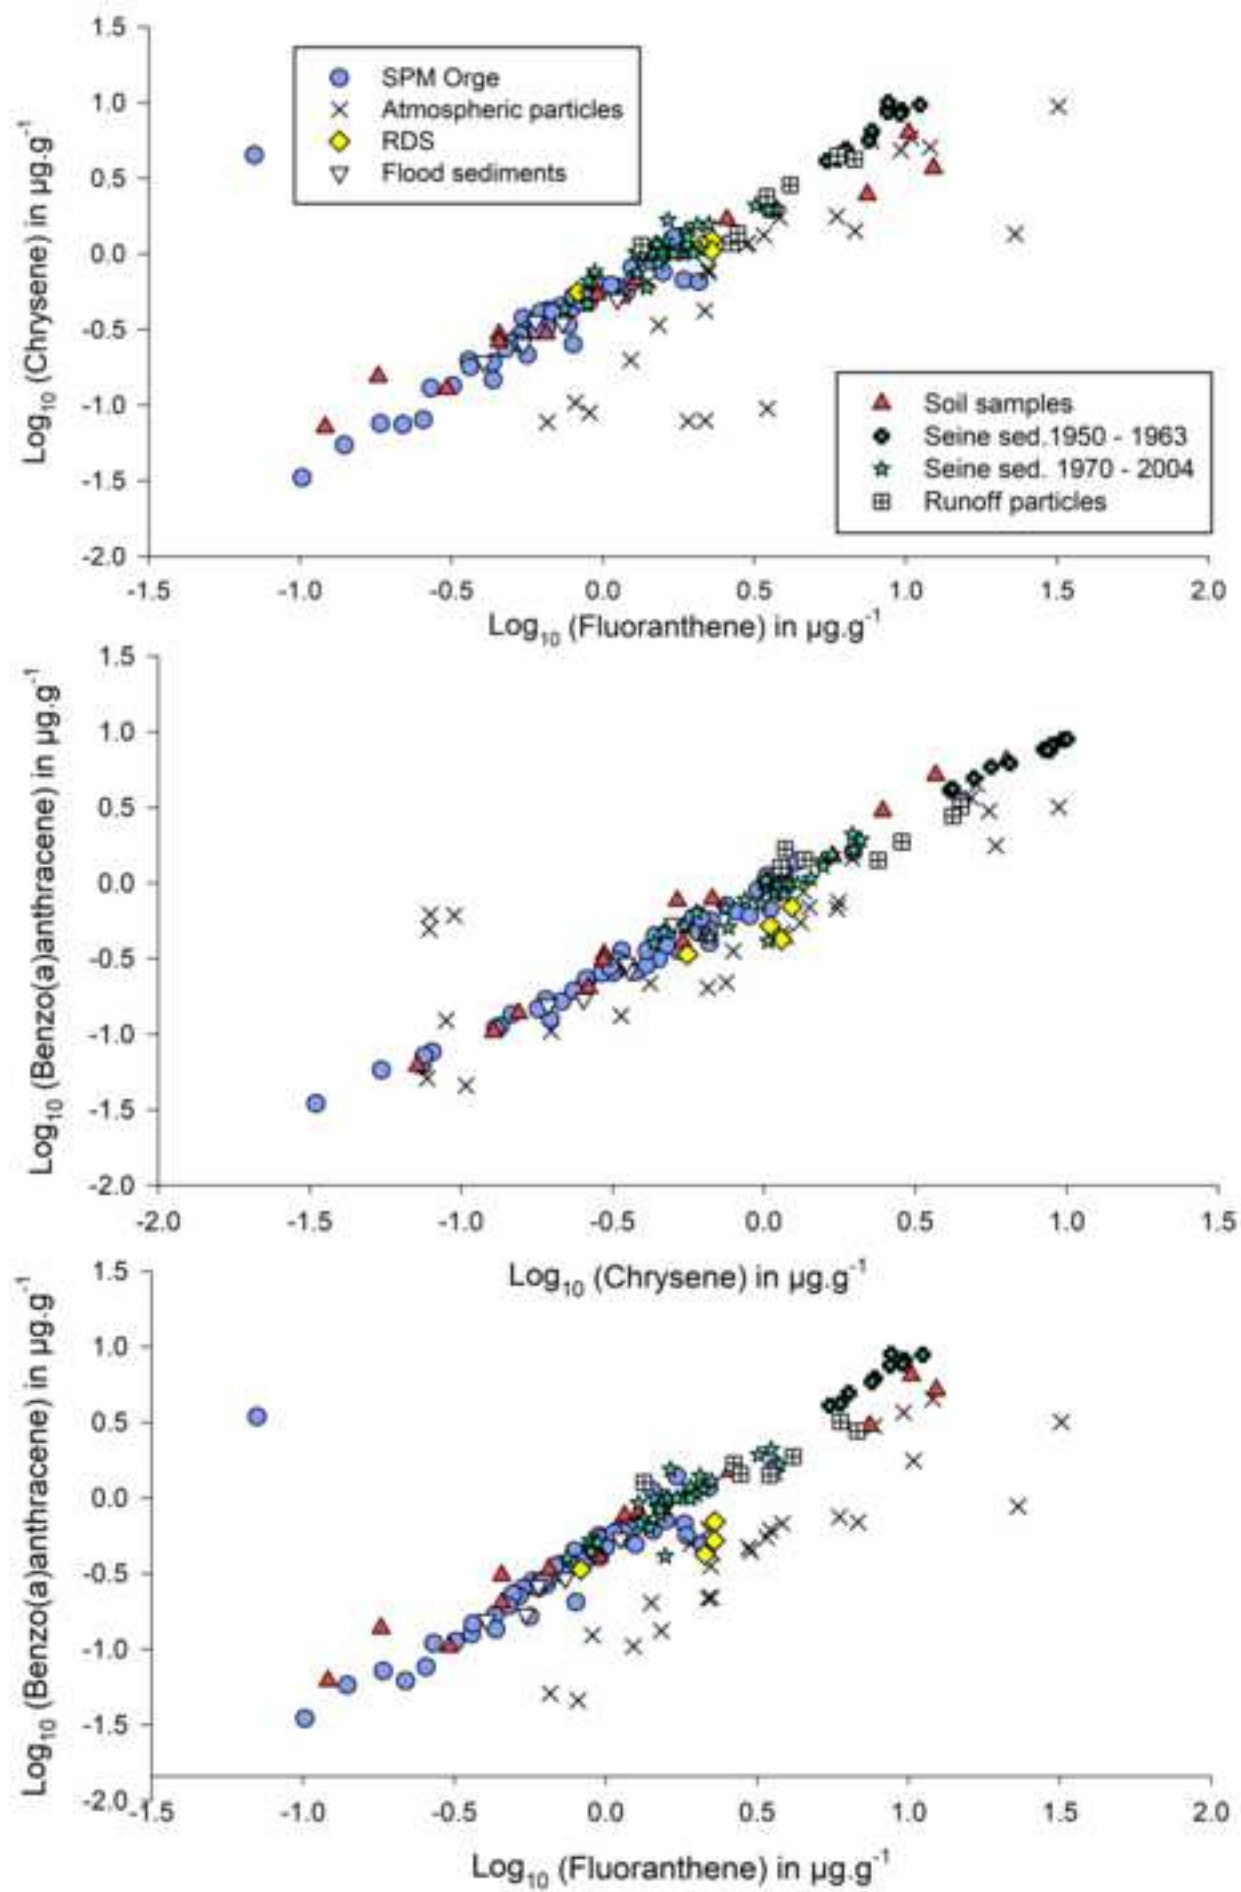 1.5
1.0
0.5
0.0
-0.5
-1.0
-1.5
-2.0
Log10 (Chrysene) in µg.g-1
SPM Orge
Atmospheric particles
RDS
Flood sediments
Soil samples
Seine sed.1950 - 1963
Seine sed. 1970 - 2004
Runoff particles
-1.5 -1.0 -0.5 0.0 0.5 1.0 1.5 2.0
Log10 (Fluoranthene) in µg.g-1
1.5
1.0
0.5
0.0
-0.5
-1.0
-1.5
-2.0
Log10 (Benzo(a)anthracene) in µg.g-1
-2.0 -1.5 -1.0 -0.5 0.0 0.5 1.0 1.5
Log10 (Chrysene) in µg.g-1
1.5
1.0
0.5
0.0
-0.5
-1.0
-1.5
-2.0
Log10 (Benzo(a)anthracene) in µg.g-1
-1.5 -1.0 -0.5 0.0 0.5 1.0 1.5 2.0
Log10 (Fluoranthene) in µg.g-1